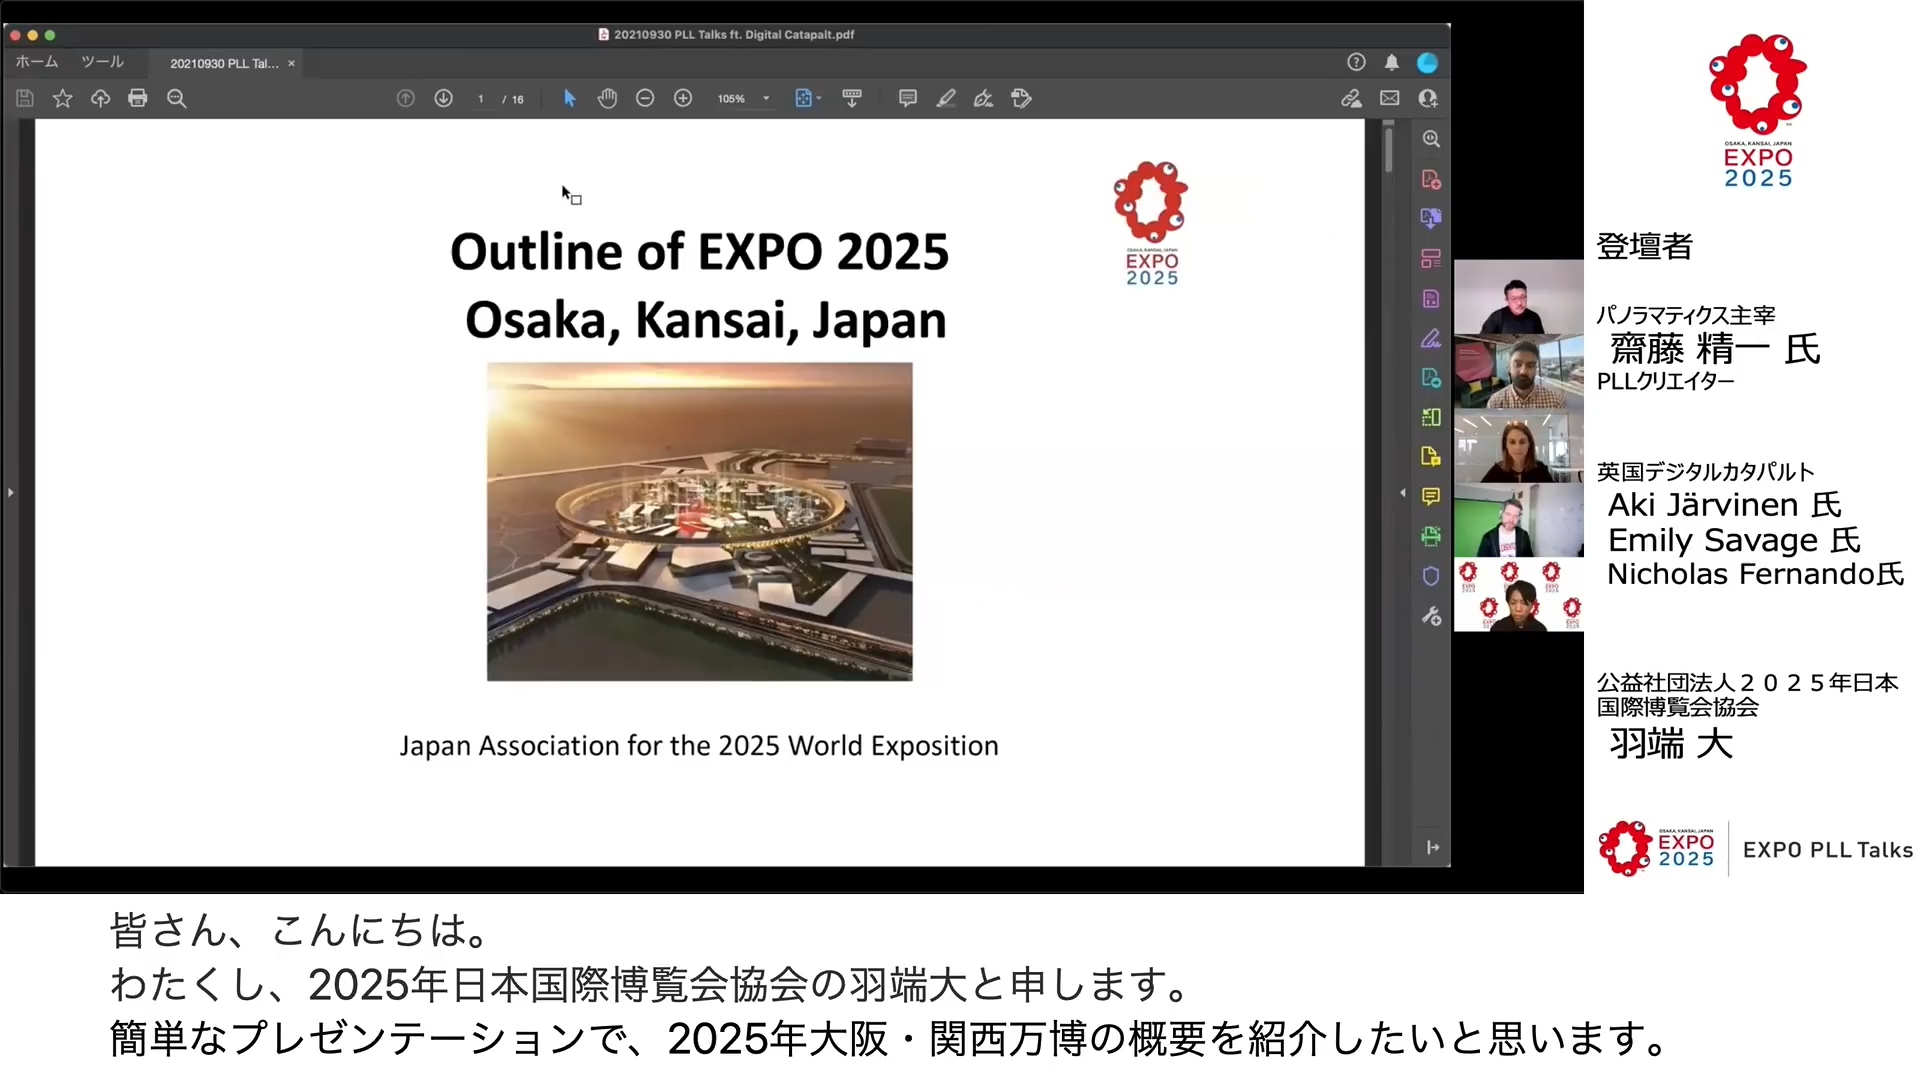 20210930 PLL Talks ft. Digital Catapalt.pdf
ホーム ツール 20210930 PLL Tal... ×
1 / 16 105%
Outline of EXPO 2025
Osaka, Kansai, Japan
OSAKA, KANSAI, JAPAN
EXPO
2025
Japan Association for the 2025 World Exposition
OSAKA, KANSAI, JAPAN
EXPO
2025
登壇者
パノラマティクス主宰
齋藤 精一 氏
PLLクリエイター
英国デジタルカタパルト
Aki Järvinen 氏
Emily Savage 氏
Nicholas Fernando氏
公益社団法人２０２５年日本
国際博覧会協会
羽端 大
OSAKA, KANSAI, JAPAN
EXPO
2025
EXPO PLL Talks
皆さん、こんにちは。
わたくし、2025年日本国際博覧会協会の羽端大と申します。
簡単なプレゼンテーションで、2025年大阪・関西万博の概要を紹介したいと思います。